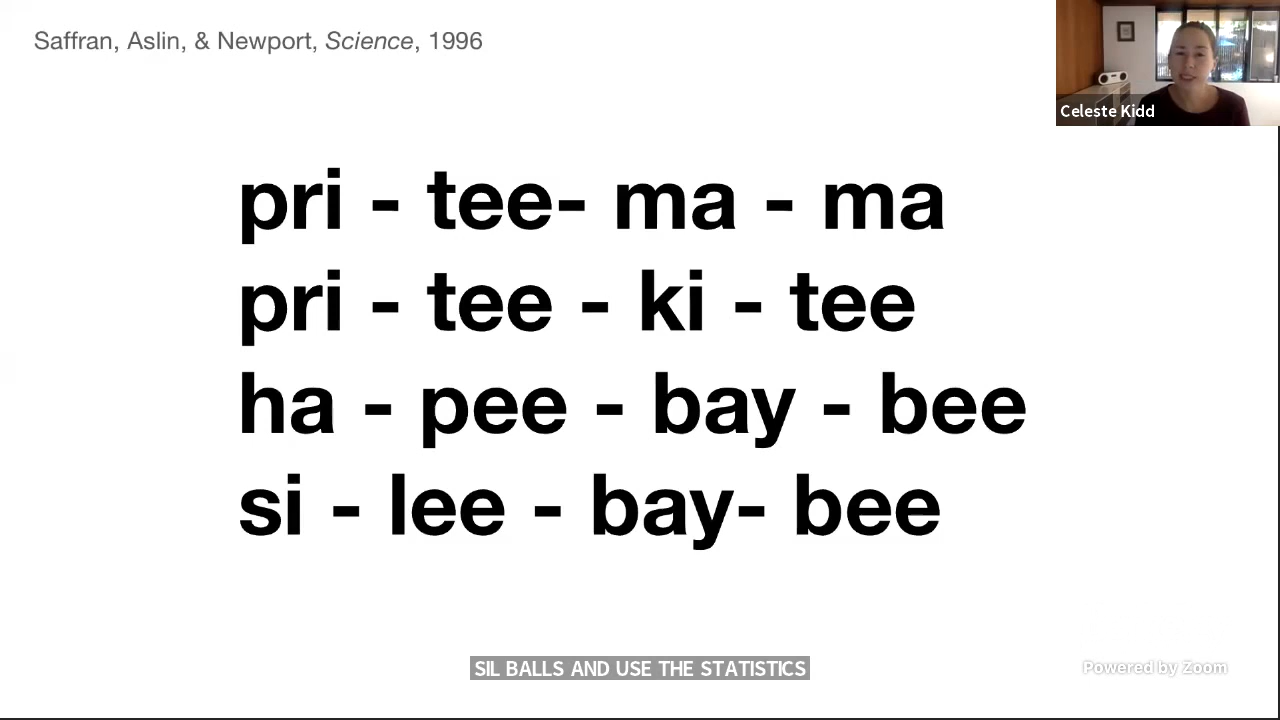 Saffran, Aslin, & Newport, Science, 1996
Celeste Kidd
pri - tee- ma - ma
pri - tee - ki - tee
ha - pee - bay - bee
si - lee - bay- bee
SIL BALLS AND USE THE STATISTICS
Powered by Zoom